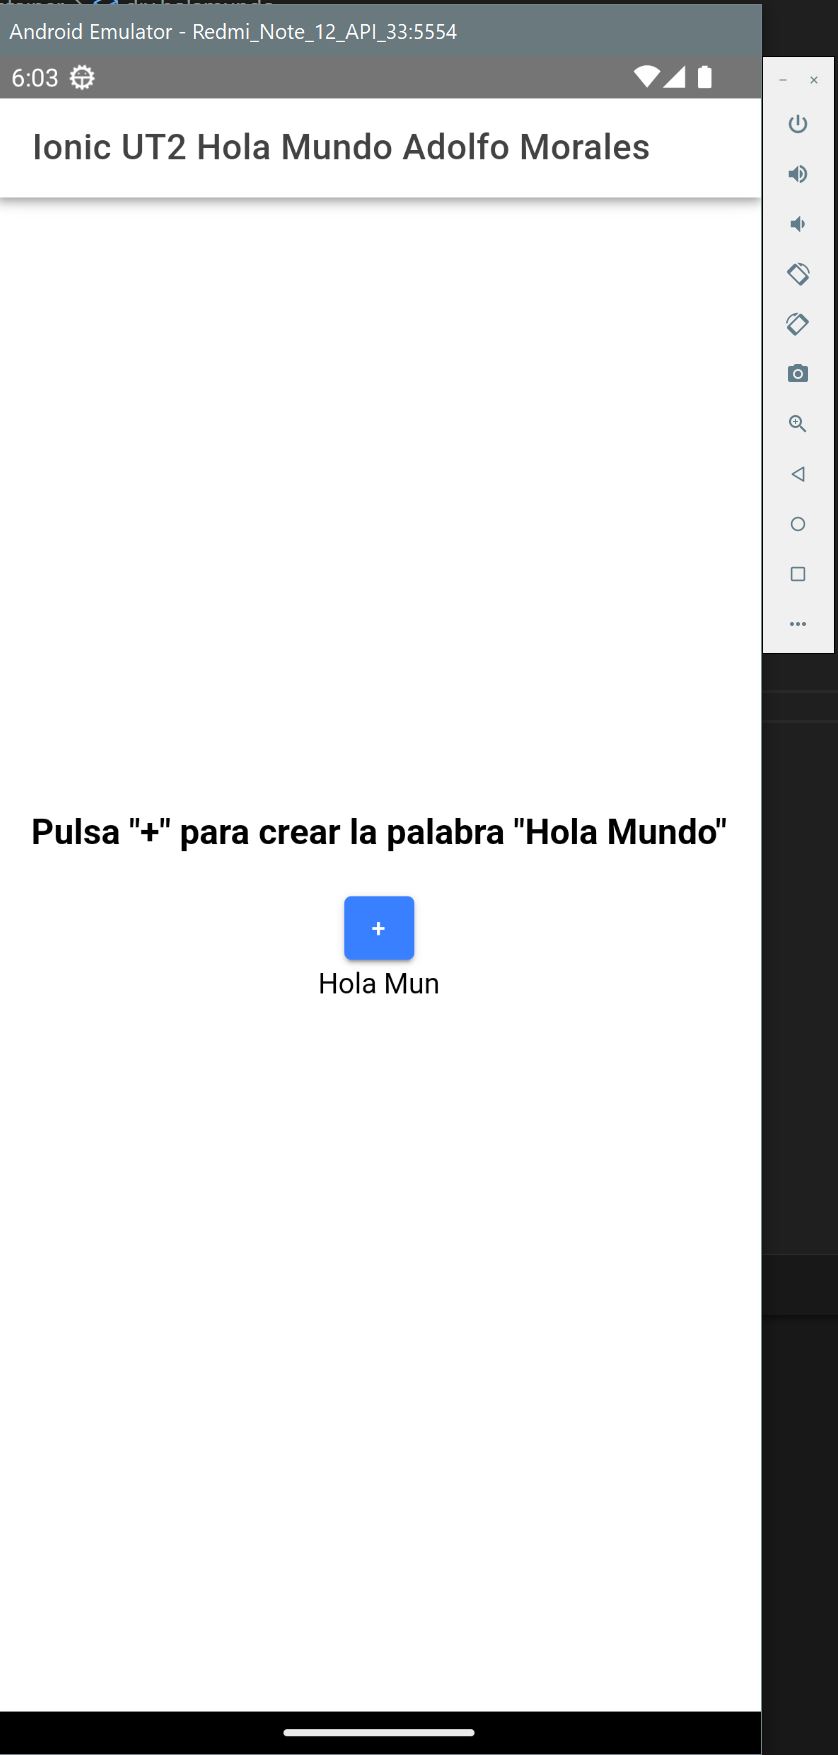 Android Emulator - Redmi_Note_12_API_33:5554
6:03
Ionic UT2 Hola Mundo Adolfo Morales
Pulsa "+" para crear la palabra "Hola Mundo"
+
Hola Mun